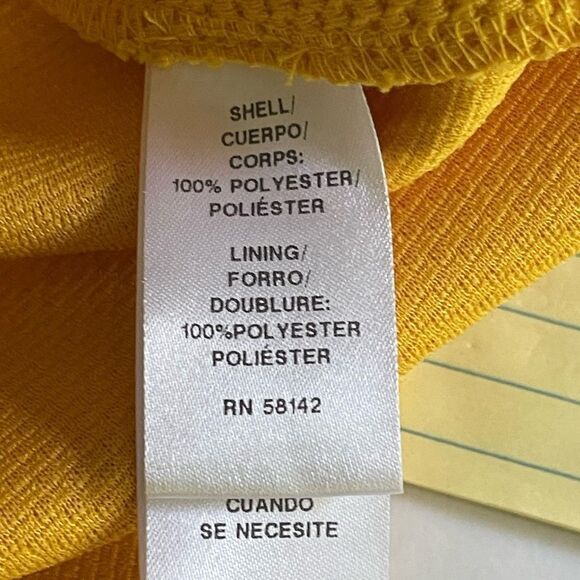 SHELL/
CUERPO/
CORPS:
100% POLYESTER/
POLIÉSTER
LINING/
FORRO/
DOUBLURE:
100%POLYESTER
POLIÉSTER
RN 58142
CUANDO
SE NECESITE